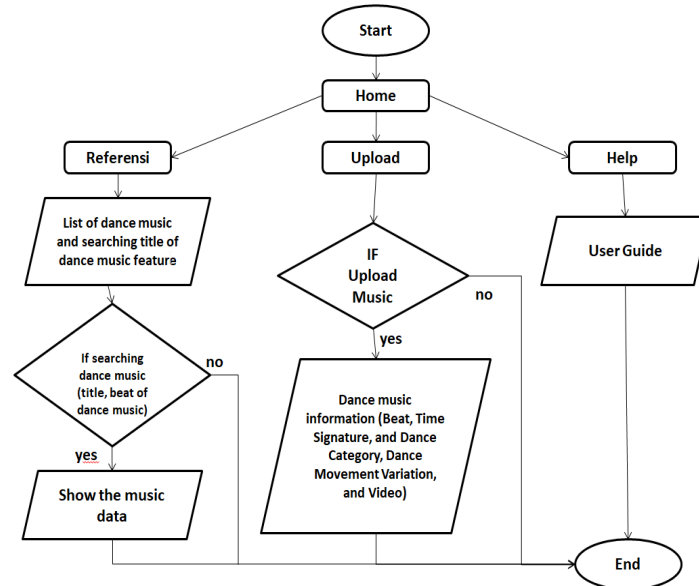 Start
Home
Referensi
Upload
Help
List of dance music
and searching title of
dance music feature
IF
Upload
Music
User Guide
no
yes
If searching
dance music
(title, beat of
dance music)
no
yes
Dance music
information (Beat, Time
Signature, and Dance
Category, Dance
Movement Variation,
and Video)
Show the music
data
End